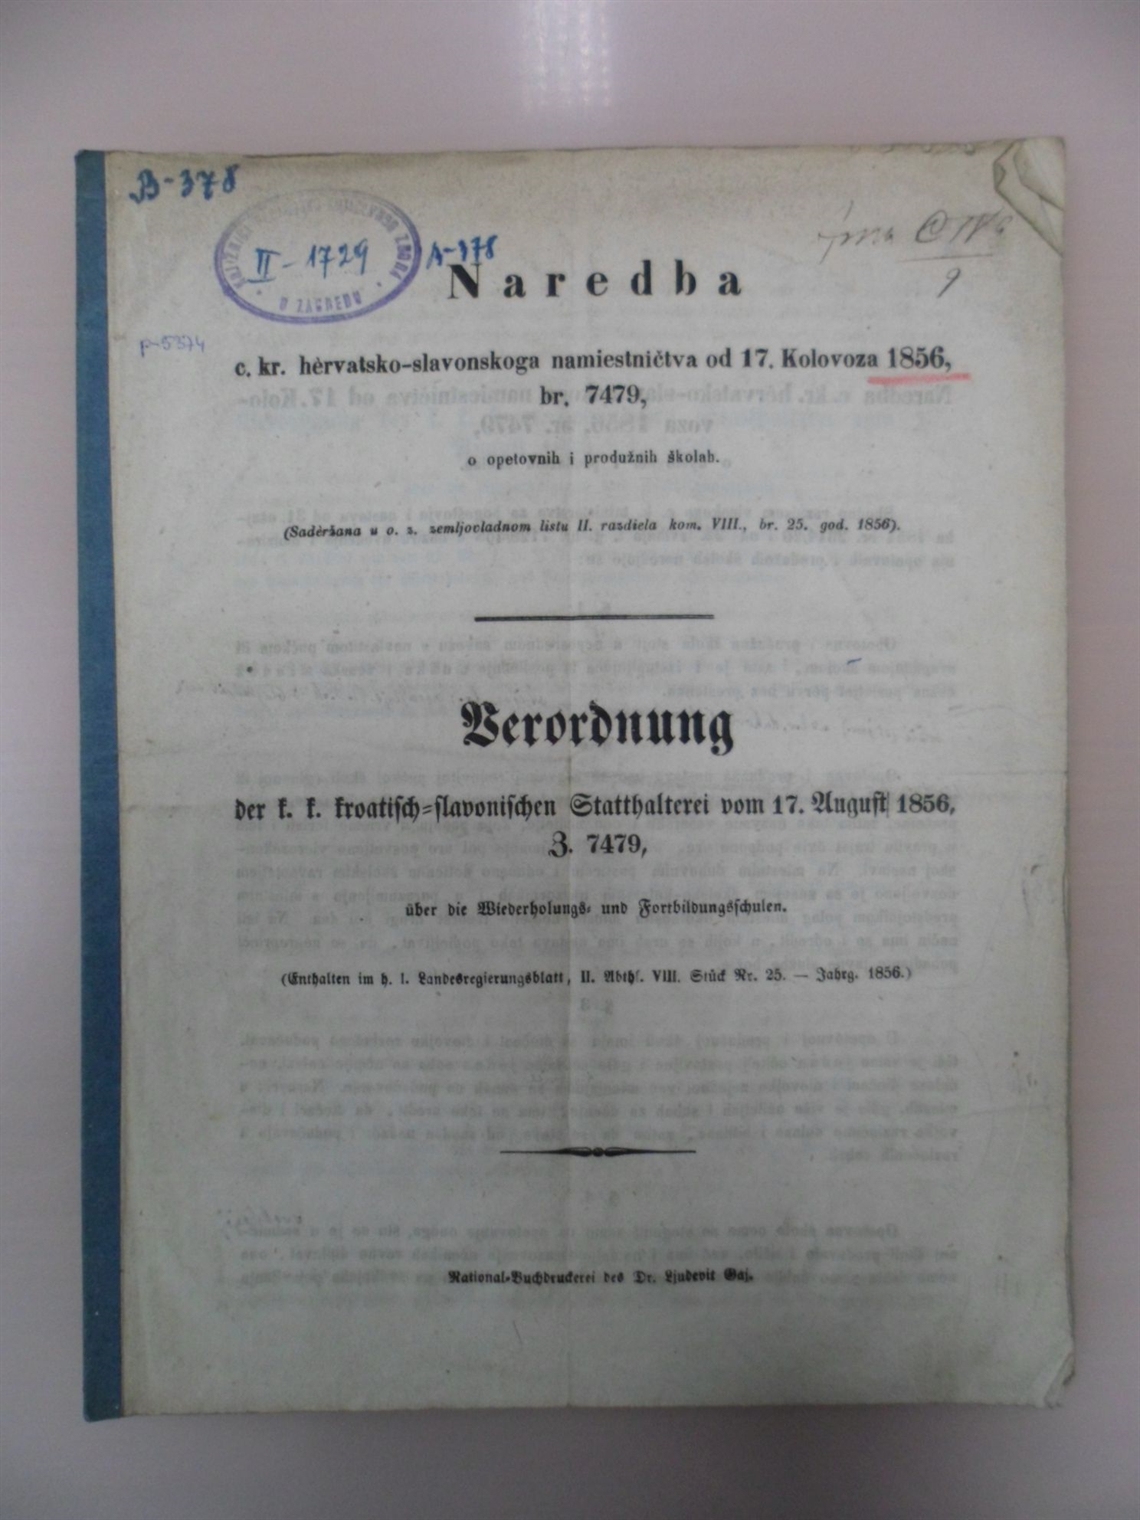 B-378
II-1729
A-378
U ZAGREBU
9
p-5374
Naredba
c. kr. hèrvatsko-slavonskoga namiestničtva od 17. Kolovoza 1856,
br. 7479,
o opetovnih i produžnih školah.
(Sadèržana u o. z. zemljovladnom listu II. razdiela kom. VIII., br. 25. god. 1856).
Verordnung
der k. k. kroatisch-slavonischen Statthalterei vom 17. August 1856,
Z. 7479,
über die Wiederholungs- und Fortbildungsschulen.
(Enthalten im h. l. Landesregierungsblatt, II. Abthl. VIII. Stück Nr. 25. — Jahrg. 1856.)
National-Buchdruckerei des Dr. Ljudevit Gaj.